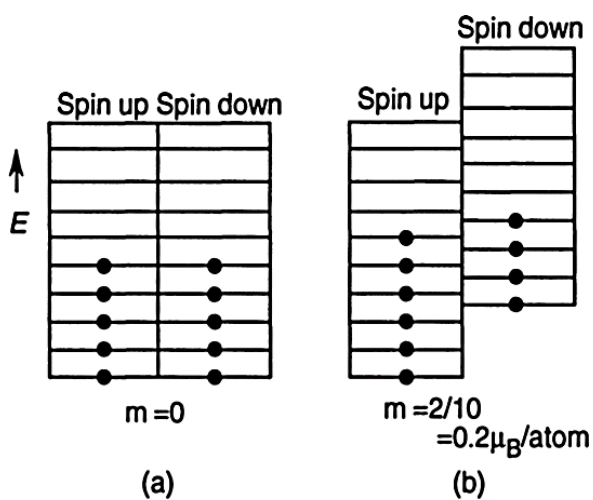 Spin down
Spin up Spin down
Spin up
E
m =0
m =2/10
=0.2μB/atom
(a)
(b)